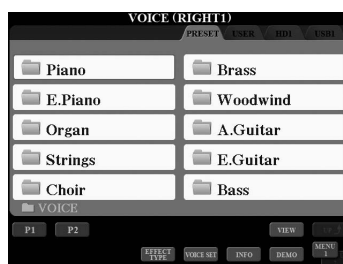 VOICE (RIGHT1)
PRESET USER HD1 USB1
Piano Brass
E.Piano Woodwind
Organ A.Guitar
Strings E.Guitar
Choir Bass
VOICE
P1 P2 VIEW
EFFECT TYPE VOICE SET INFO DEMO MENU 1